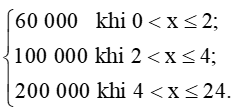 60 000 khi 0 < x ≤ 2;
100 000 khi 2 < x ≤ 4;
200 000 khi 4 < x ≤ 24.